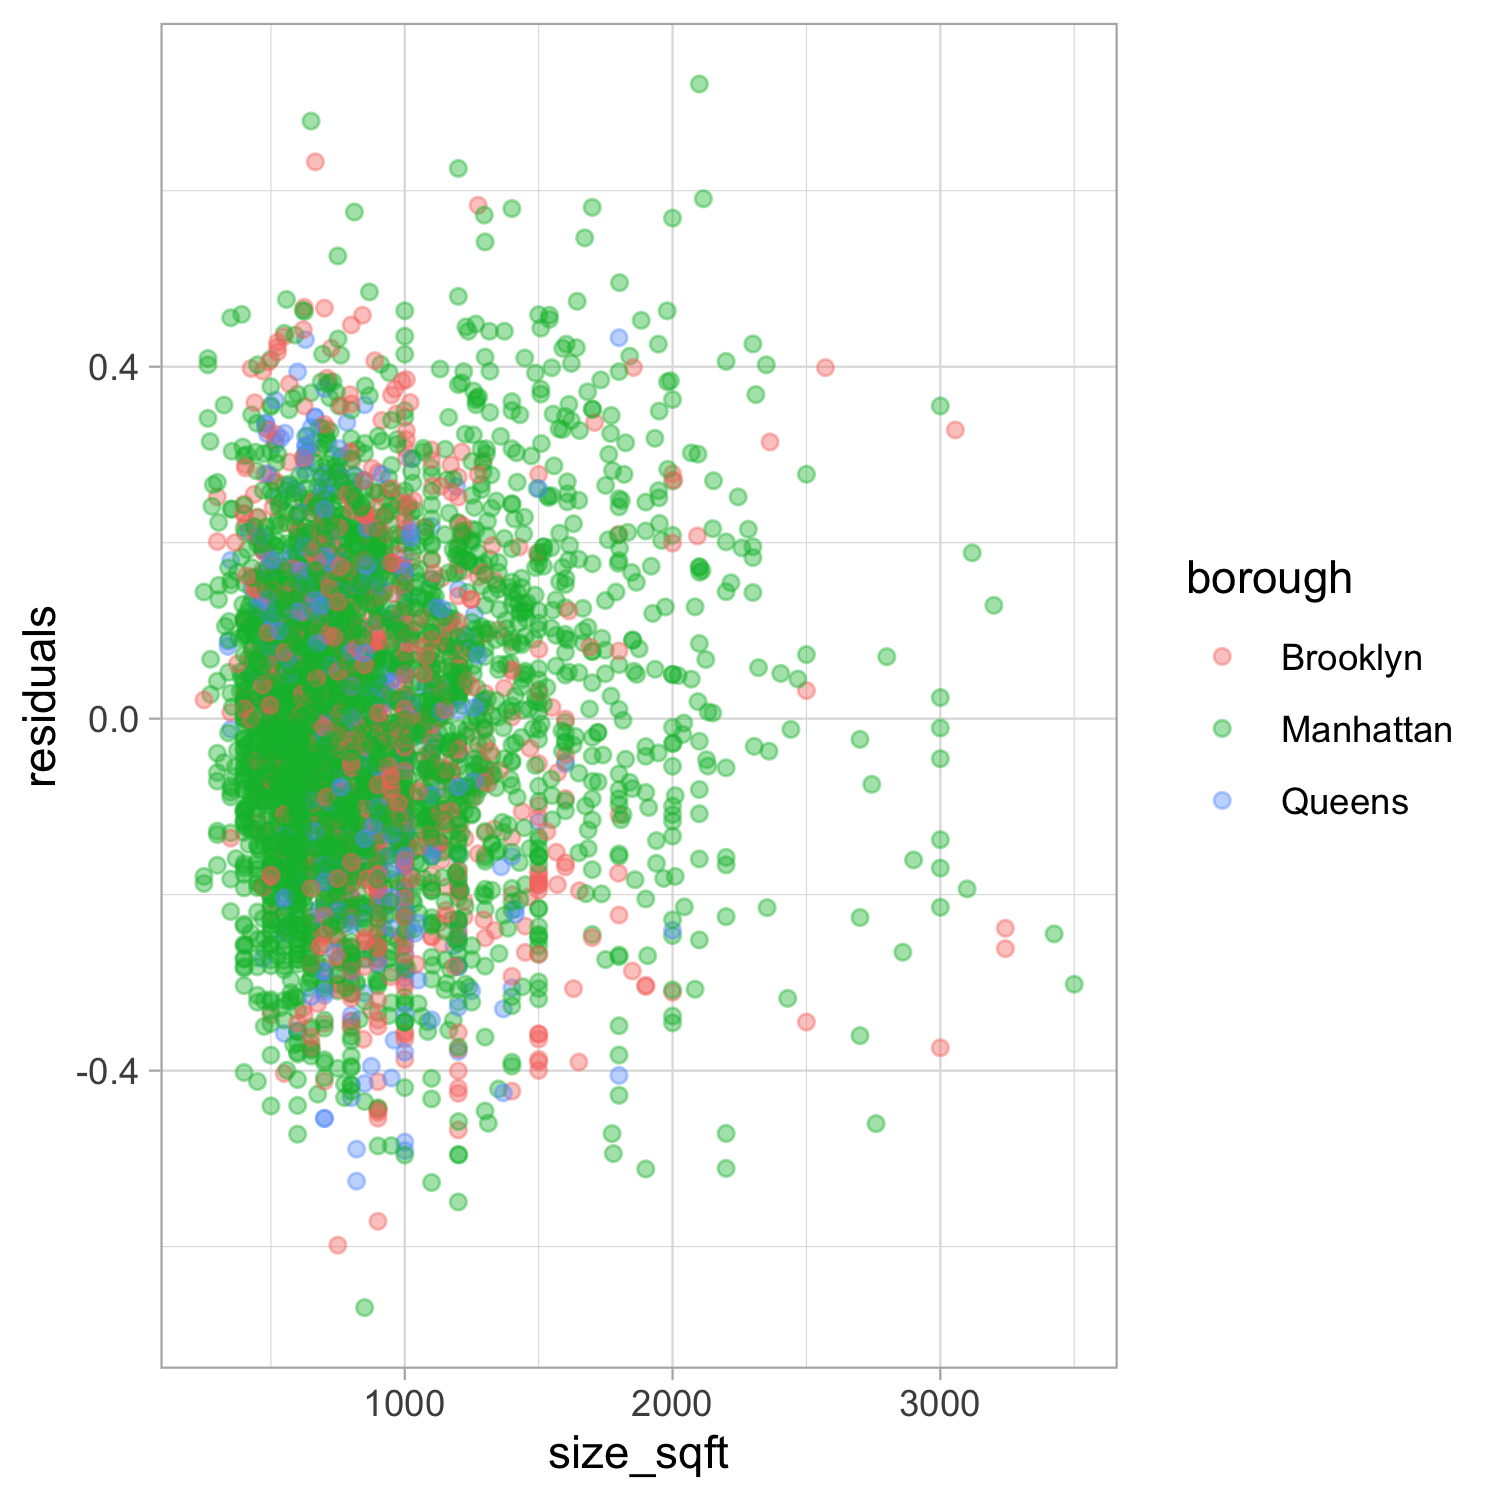 0.4
0.0
-0.4
residuals
1000 2000 3000
size_sqft
borough
Brooklyn
Manhattan
Queens